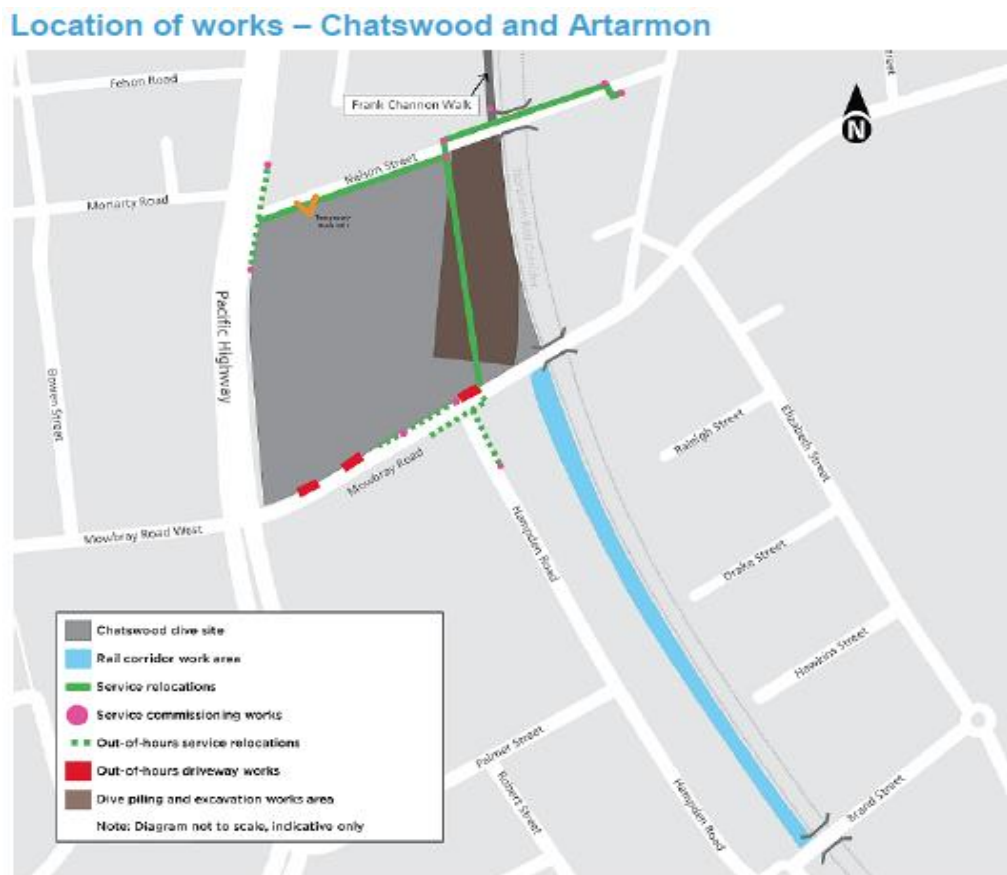 Location of works – Chatswood and Artarmon
Fehon Road
Frank Channon Walk
N
Street
Nelson Street
Moriarty Road
Pacific Highway
Bowen Street
Mowbray Road
Mowbray Road West
Raleigh Street
Elizabeth Street
Hampden Road
Drake Street
Hawkins Street
Palmer Street
Robert Street
Hampden Road
Brand Street
Chatswood dive site
Rail corridor work area
Service relocations
Service commissioning works
Out-of-hours service relocations
Out-of-hours driveway works
Dive piling and excavation works area
Note: Diagram not to scale, indicative only